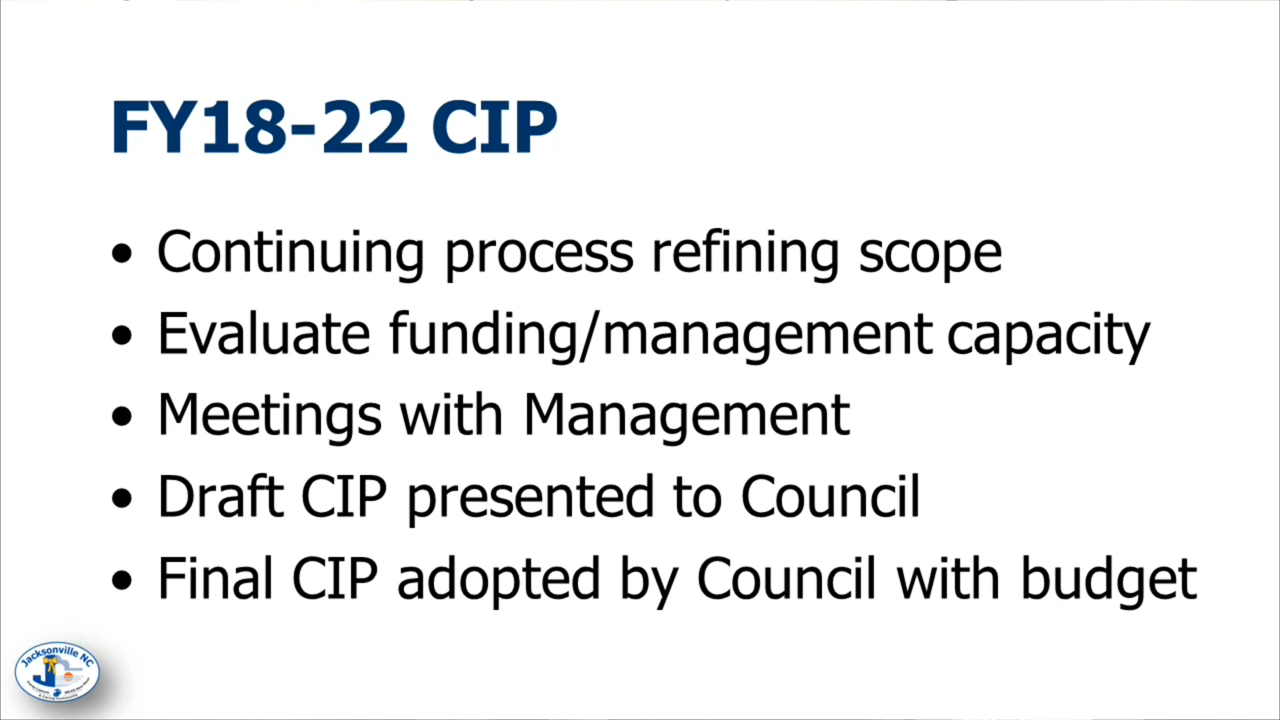 FY18-22 CIP
• Continuing process refining scope
• Evaluate funding/management capacity
• Meetings with Management
• Draft CIP presented to Council
• Final CIP adopted by Council with budget
Jacksonville NC